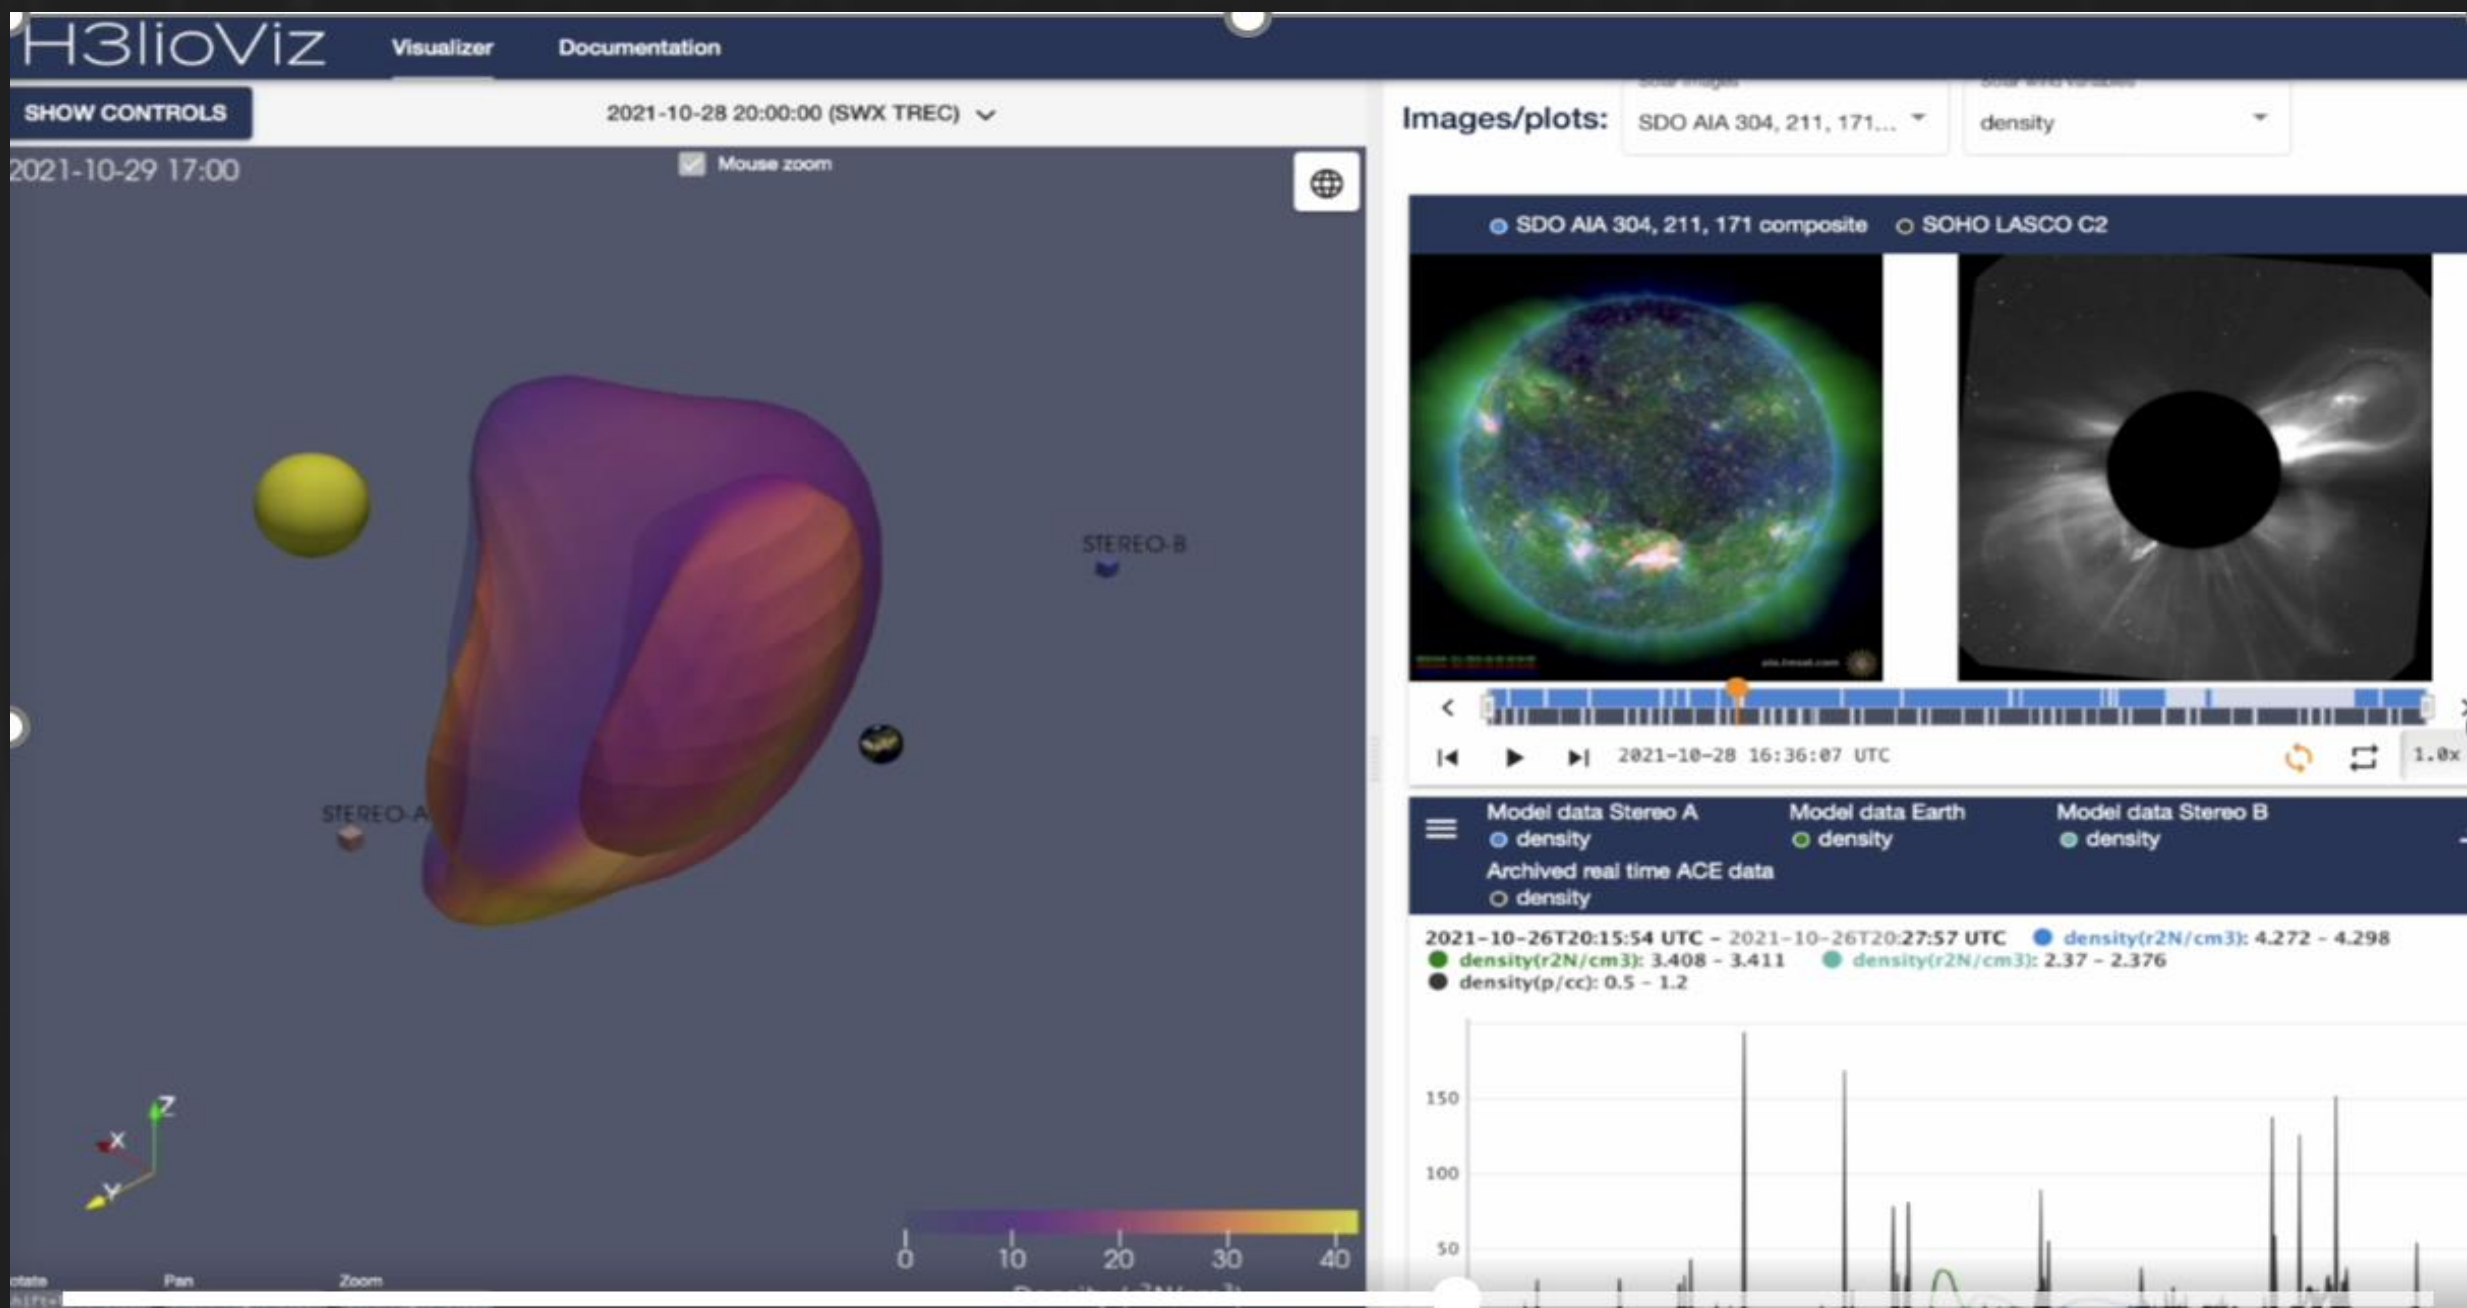 H3lioViz
Visualizer
Documentation
SHOW CONTROLS
2021-10-28 20:00:00 (SWX TREC)
2021-10-29 17:00
Mouse zoom
STEREO-B
STEREO-A
Z
X
Y
0 10 20 30 40
Pan
Zoom
Images/plots:
SDO AIA 304, 211, 171...
density
SDO AIA 304, 211, 171 composite
SOHO LASCO C2
2021-10-28 16:36:07 UTC
1.0x
Model data Stereo A
density
Model data Earth
density
Model data Stereo B
density
Archived real time ACE data
density
2021-10-26T20:15:54 UTC - 2021-10-26T20:27:57 UTC
density(r2N/cm3): 4.272 - 4.298
density(r2N/cm3): 3.408 - 3.411
density(r2N/cm3): 2.37 - 2.376
density(p/cc): 0.5 - 1.2
150
100
50